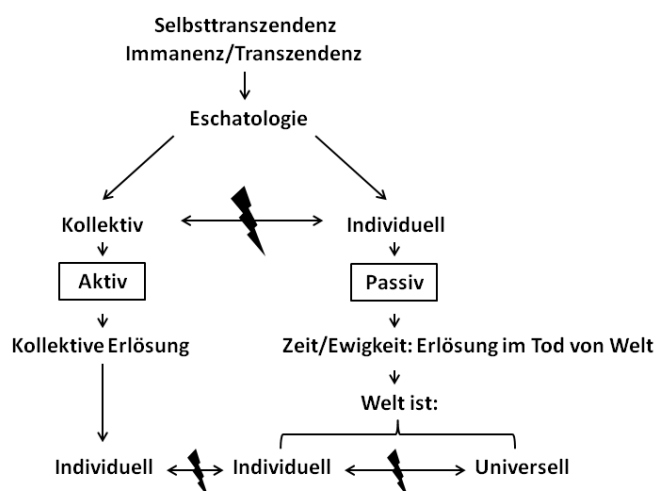 Selbsttranszendenz
Immanenz/Transzendenz
Eschatologie
Kollektiv
Individuell
Aktiv
Passiv
Kollektive Erlösung
Zeit/Ewigkeit: Erlösung im Tod von Welt
Welt ist:
Individuell
Individuell
Universell